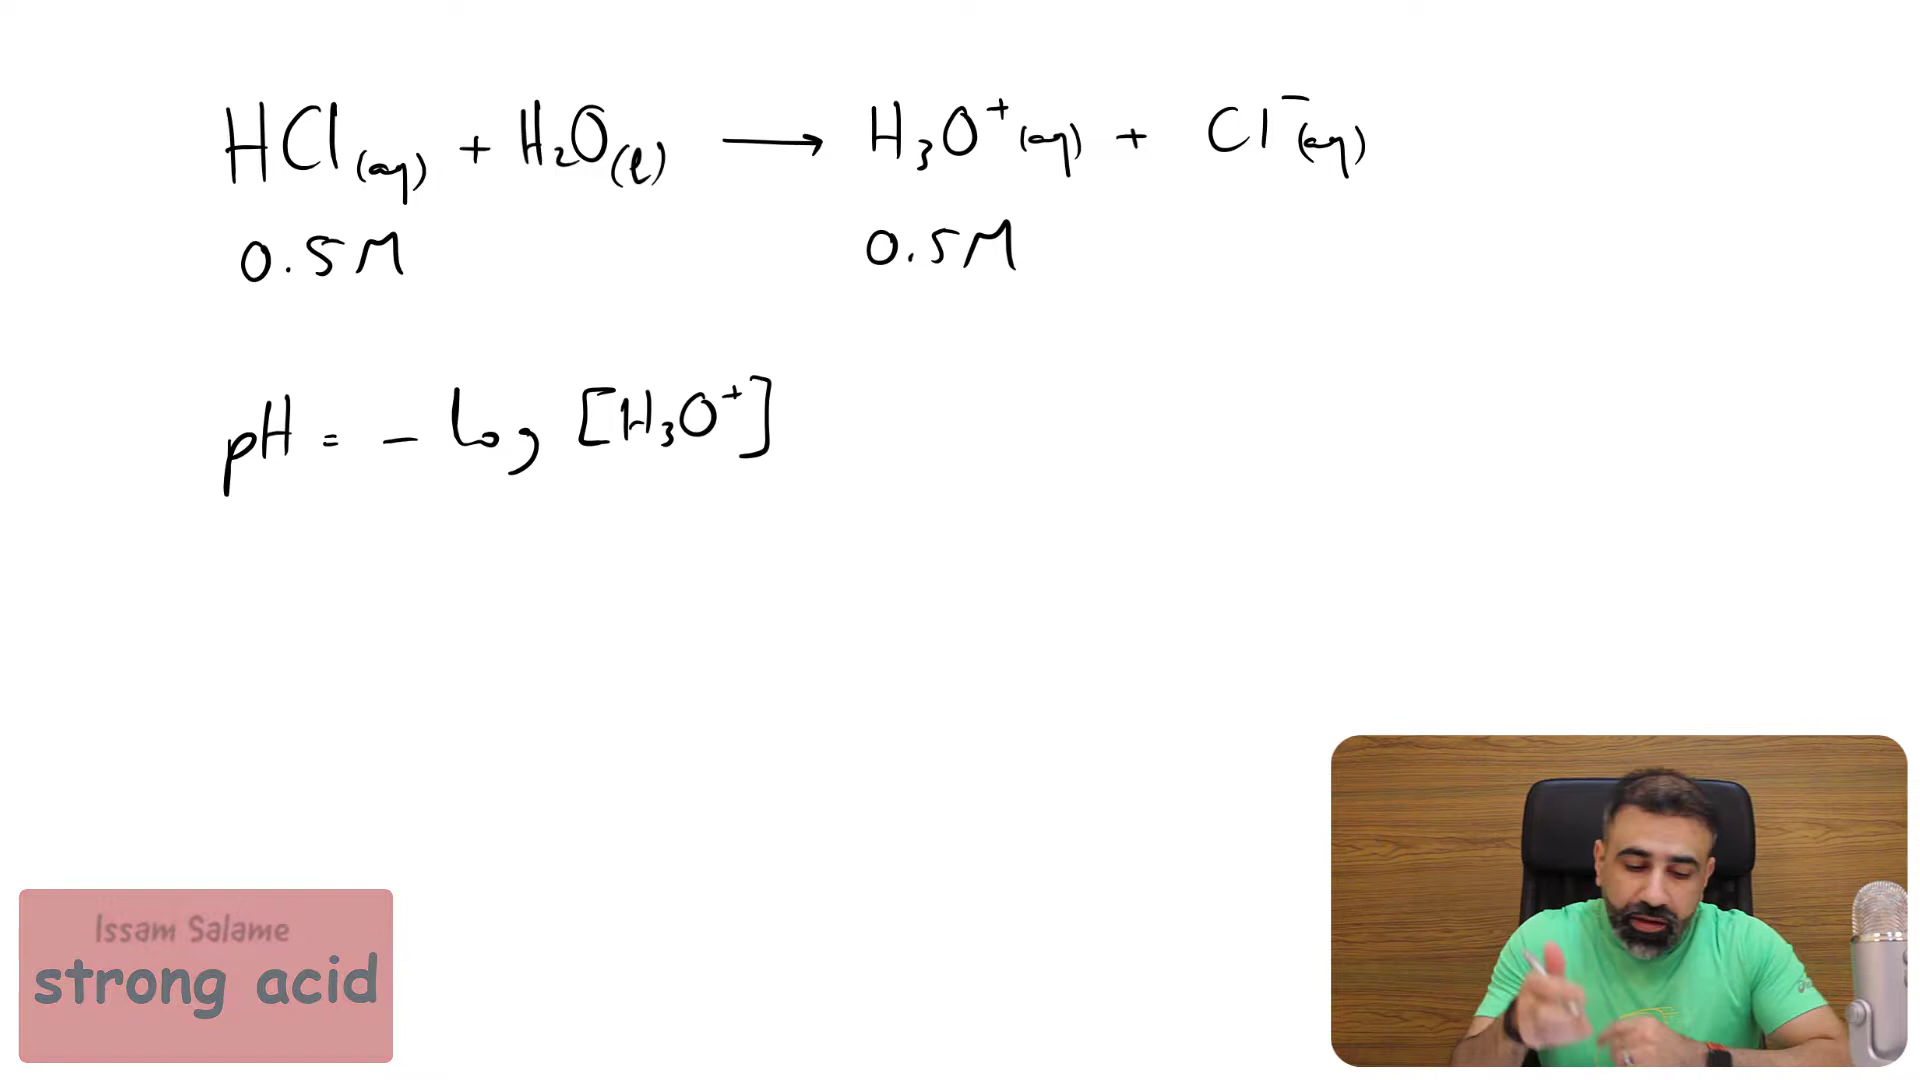 HCl(aq) + H₂O(l) ⟶ H₃O⁺(aq) + Cl⁻(aq)
0.5M 0.5M
pH = - log [H₃O⁺]
Issam Salame
strong acid